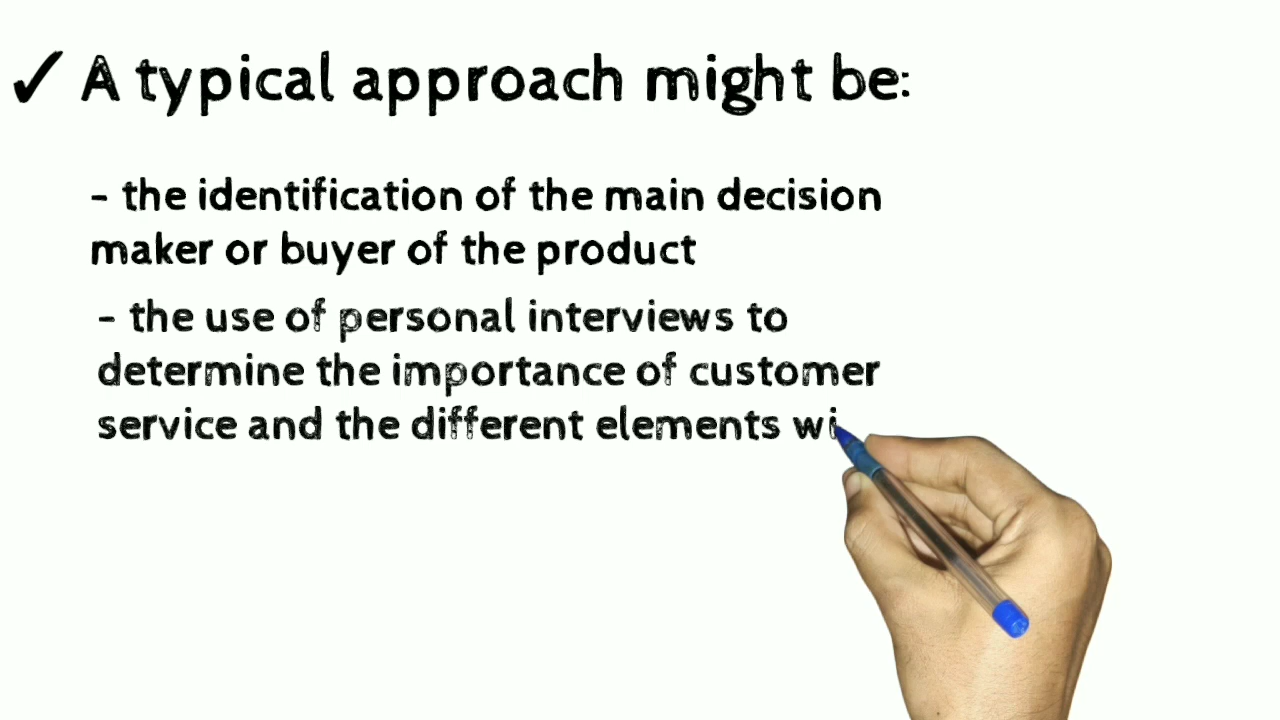 ✓ A typical approach might be:
- the identification of the main decision
maker or buyer of the product
- the use of personal interviews to
determine the importance of customer
service and the different elements wi